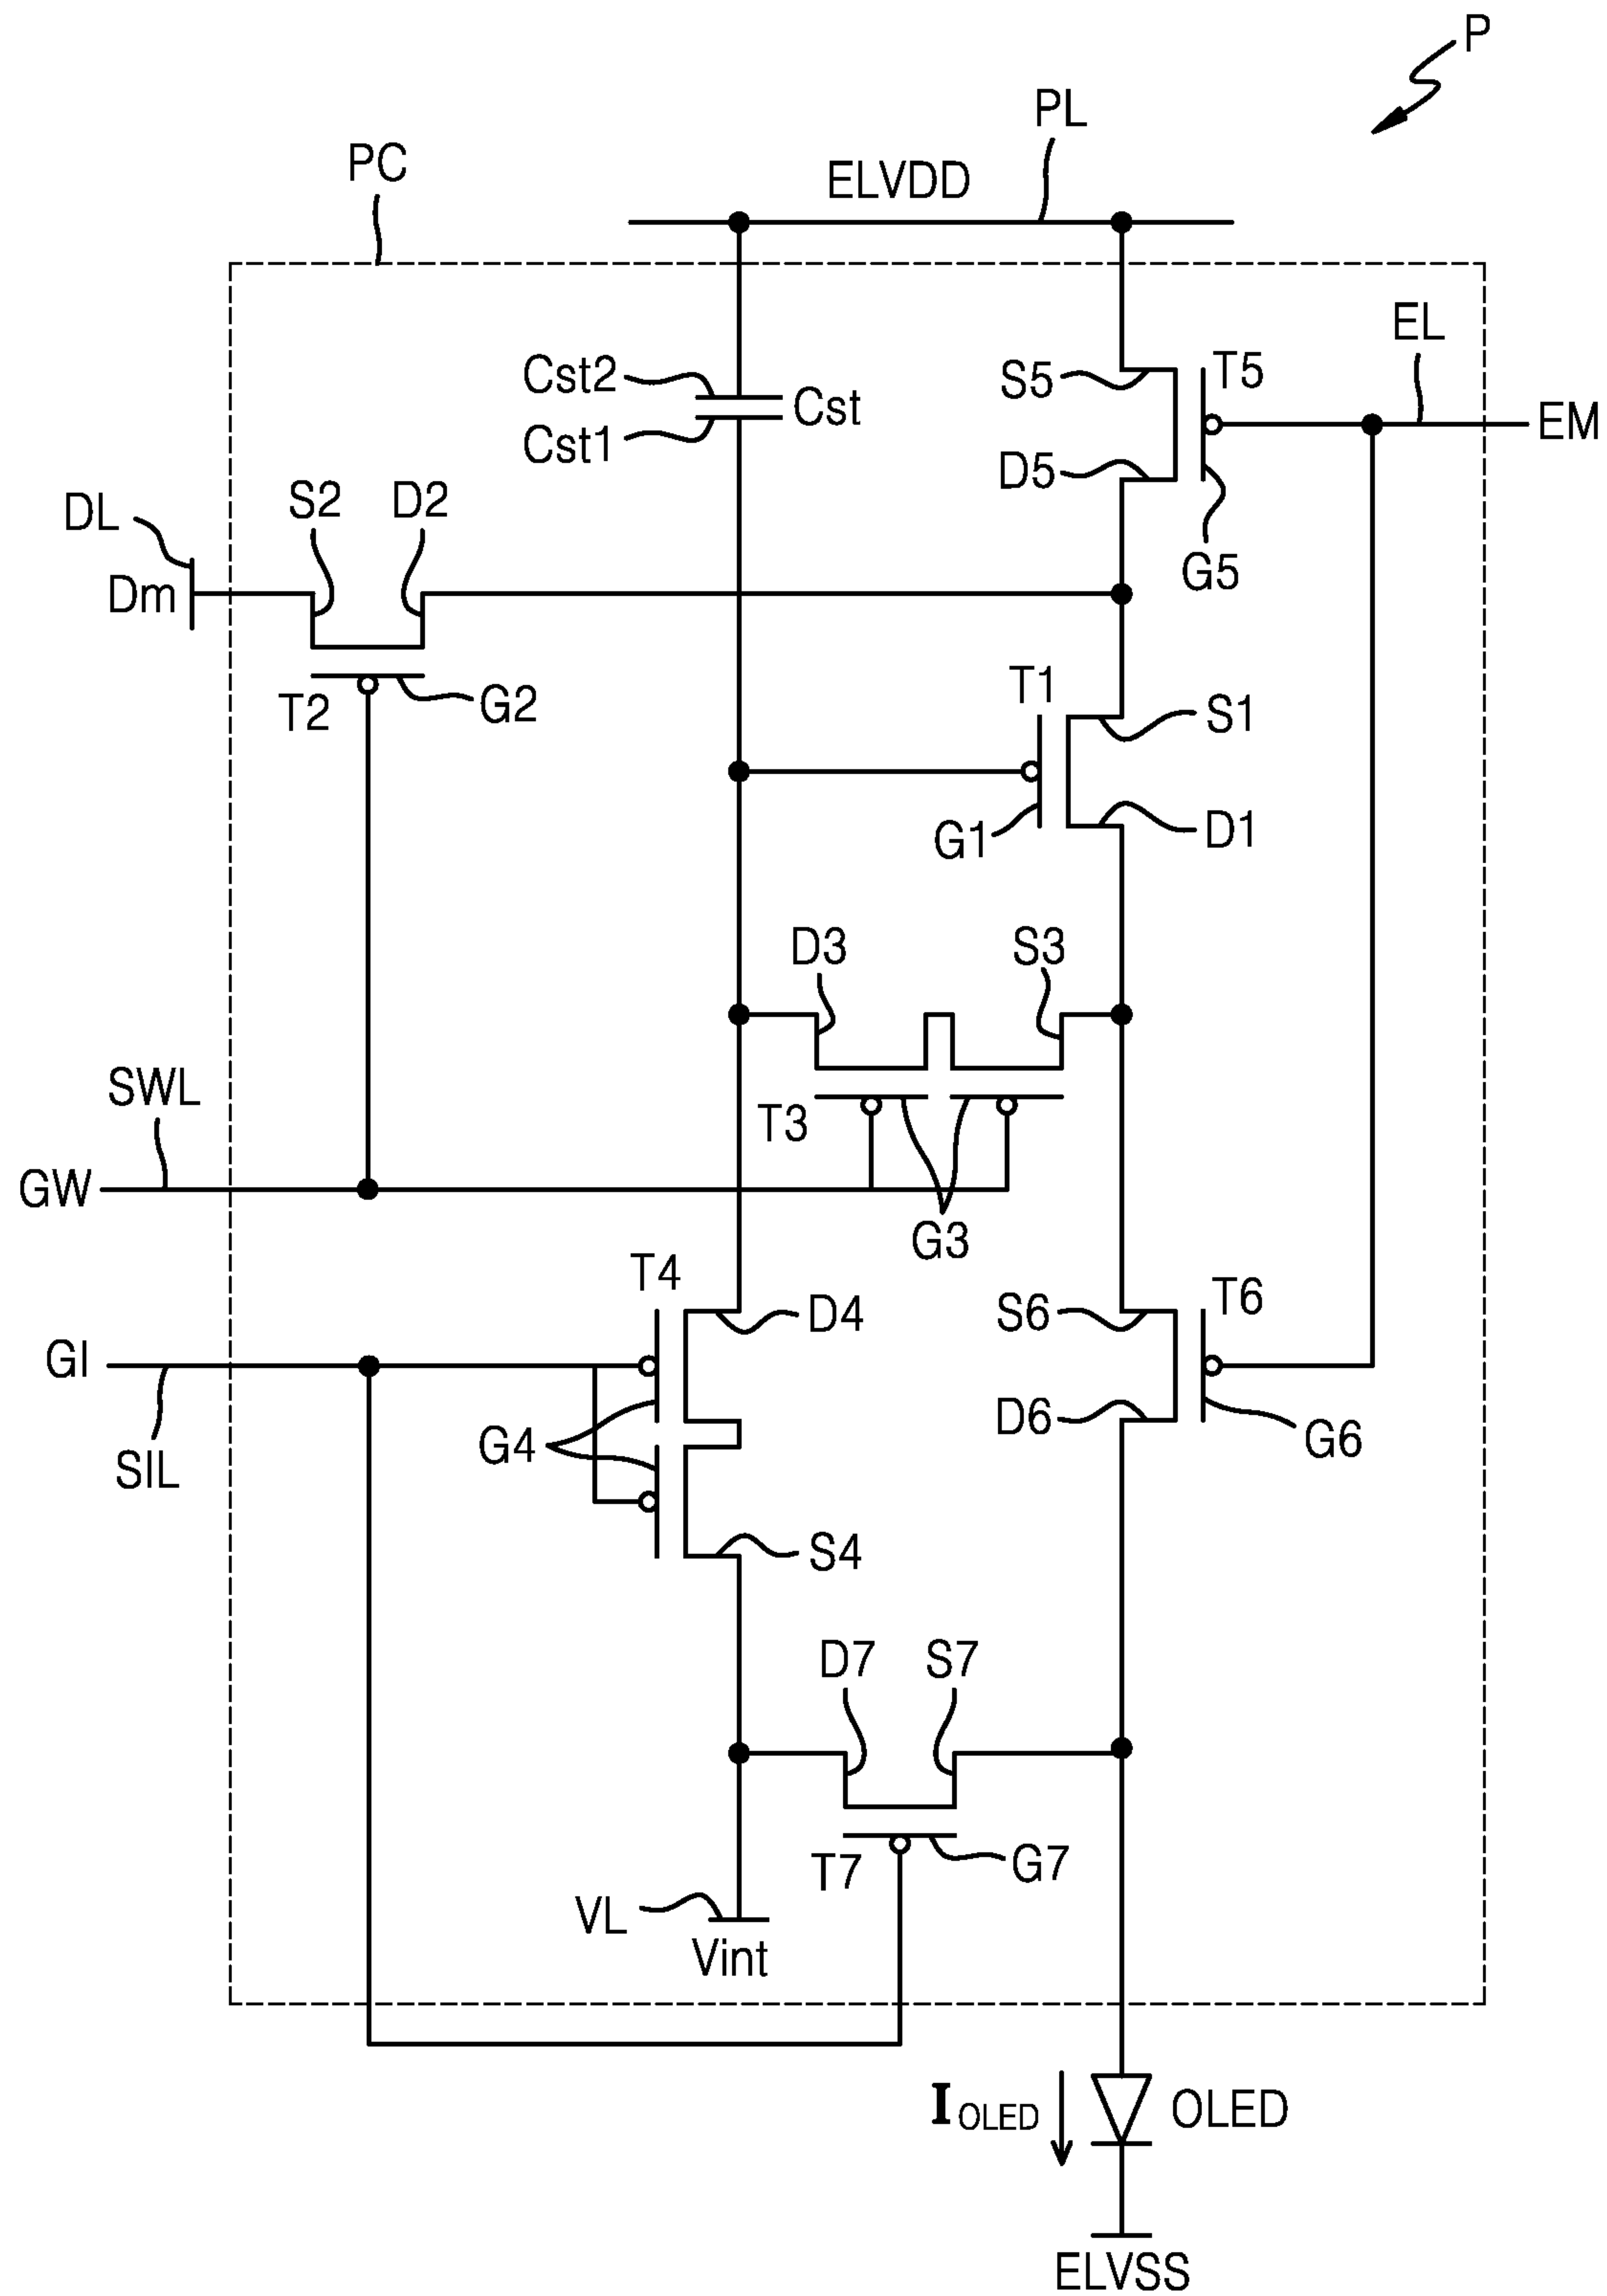 P
PL
PC
ELVDD
EL
Cst2
Cst
S5
T5
EM
Cst1
D5
DL
S2
D2
G5
Dm
T1
T2
G2
S1
G1
D1
D3
S3
SWL
T3
GW
G3
T4
D4
S6
T6
GI
G4
D6
G6
SIL
S4
D7
S7
T7
G7
VL
Vint
IOLED
OLED
ELVSS